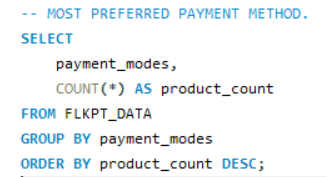 -- MOST PREFERRED PAYMENT METHOD.
SELECT
payment_modes,
COUNT(*) AS product_count
FROM FLKPT_DATA
GROUP BY payment_modes
ORDER BY product_count DESC;